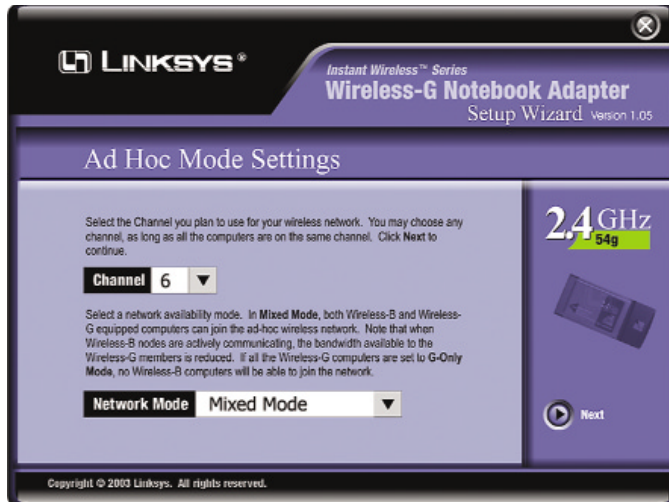 LINKSYS®
Instant Wireless™ Series
Wireless-G Notebook Adapter
Setup Wizard Version 1.05
Ad Hoc Mode Settings
Select the Channel you plan to use for your wireless network. You may choose any
channel, as long as all the computers are on the same channel. Click Next to
continue.
Channel 6
Select a network availability mode. In Mixed Mode, both Wireless-B and Wireless-
G equipped computers can join the ad-hoc wireless network. Note that when
Wireless-B nodes are actively communicating, the bandwidth available to the
Wireless-G members is reduced. If all the Wireless-G computers are set to G-Only
Mode, no Wireless-B computers will be able to join the network.
Network Mode Mixed Mode
2.4 GHz
54g
Next
Copyright © 2003 Linksys. All rights reserved.